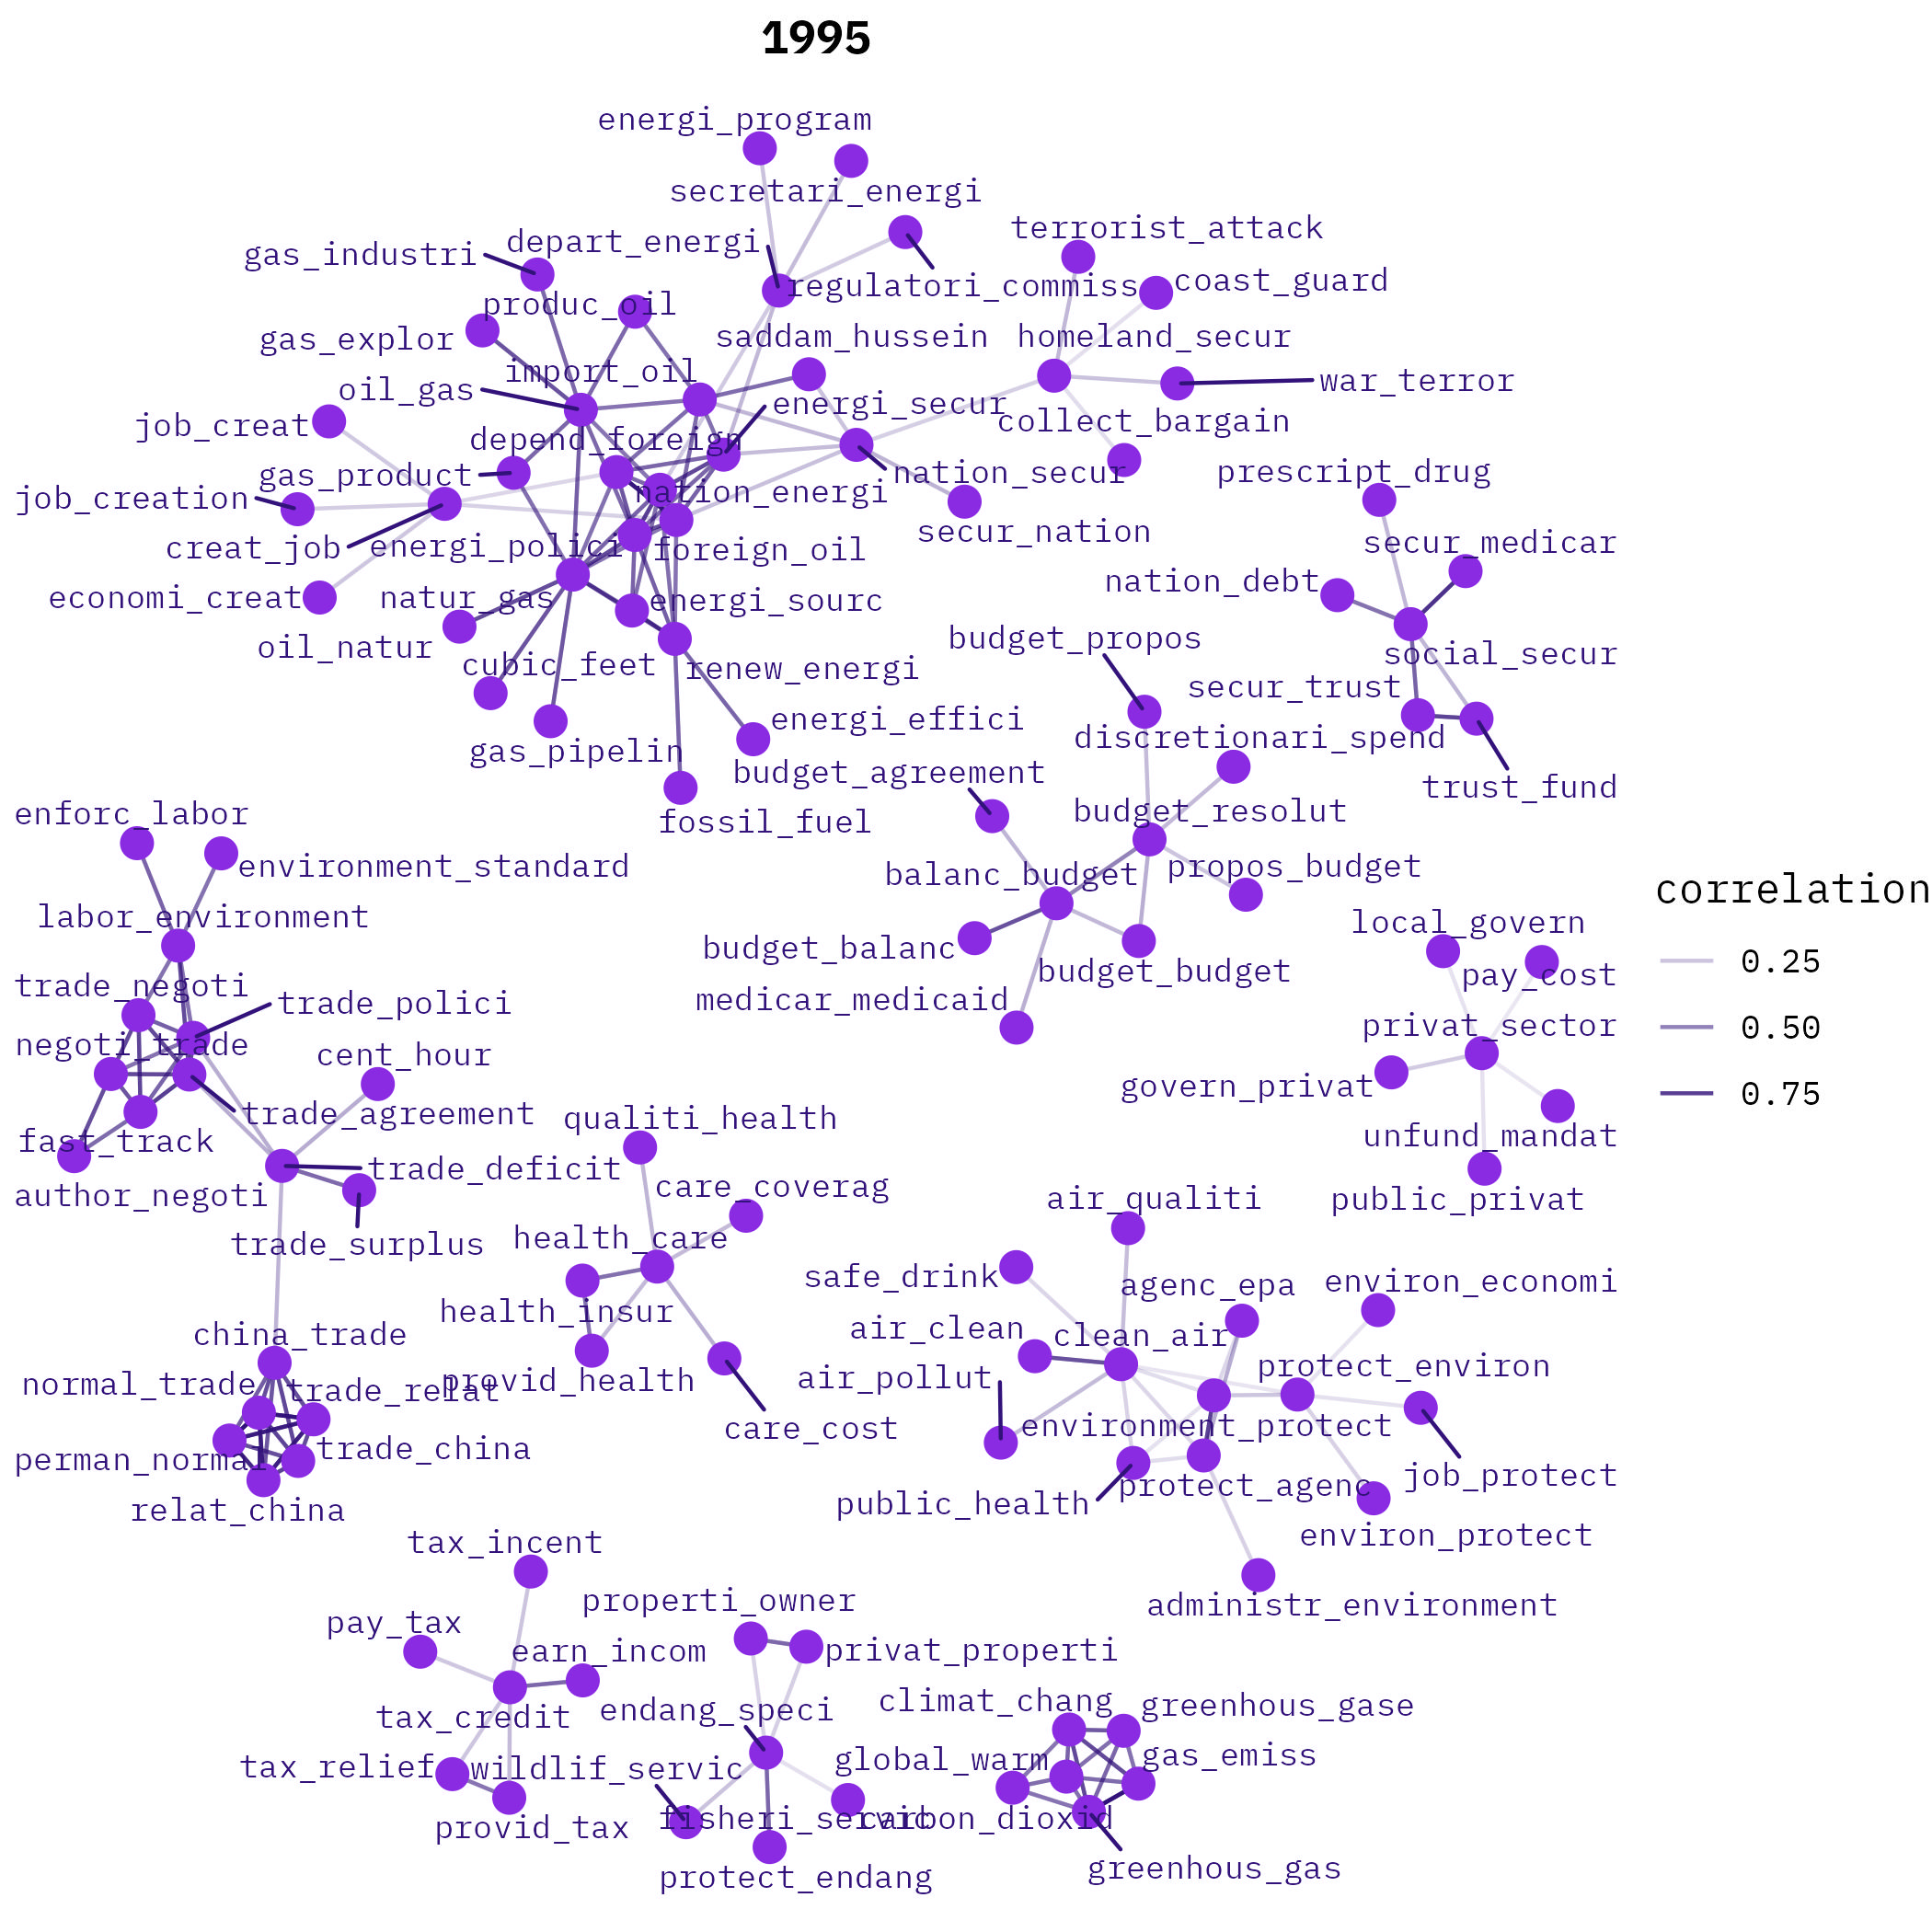 1995
energi_program
secretari_energi
terrorist_attack
depart_energi
gas_industri
regulatori_commiss
coast_guard
produc_oil
gas_explor
saddam_hussein
homeland_secur
import_oil
oil_gas
war_terror
energi_secur
collect_bargain
job_creat
depend_foreign
gas_product
nation_secur
prescript_drug
job_creation
nation_energi
secur_nation
creat_job
energi_polici
foreign_oil
secur_medicar
nation_debt
economi_creat
natur_gas
energi_sourc
oil_natur
budget_propos
social_secur
cubic_feet
renew_energi
secur_trust
energi_effici
discretionari_spend
gas_pipelin
budget_agreement
trust_fund
enforc_labor
fossil_fuel
budget_resolut
environment_standard
balanc_budget
propos_budget
correlation
labor_environment
local_govern
budget_balanc
0.25
trade_negoti
budget_budget
pay_cost
trade_polici
medicar_medicaid
privat_sector
0.50
negoti_trade
cent_hour
govern_privat
0.75
trade_agreement
qualiti_health
fast_track
unfund_mandat
trade_deficit
author_negoti
care_coverag
air_qualiti
public_privat
trade_surplus
health_care
safe_drink
agenc_epa
environ_economi
health_insur
china_trade
air_clean
clean_air
normal_trade
trade_relat
provid_health
air_pollut
protect_environ
care_cost
environment_protect
perman_normal
trade_china
job_protect
relat_china
public_health
protect_agenc
tax_incent
environ_protect
properti_owner
administr_environment
pay_tax
earn_incom
privat_properti
tax_credit
endang_speci
climat_chang
greenhous_gase
tax_relief
wildlif_servic
global_warm
gas_emiss
provid_tax
fisheri_servic
carbon_dioxid
protect_endang
greenhous_gas